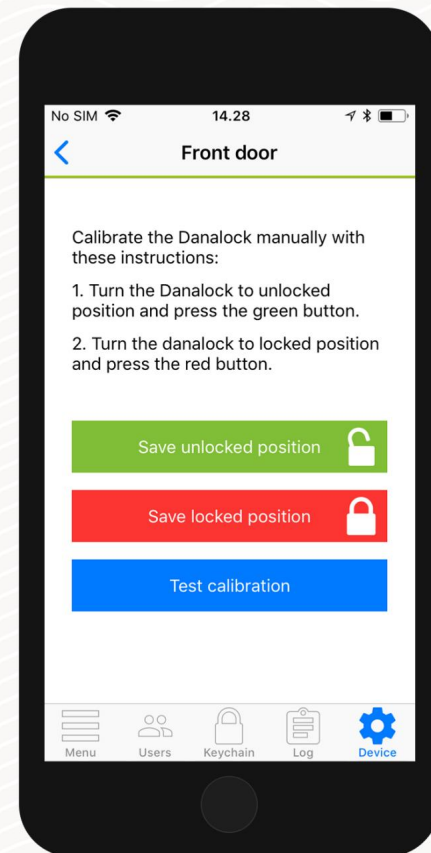 No SIM 14.28
Front door
Calibrate the Danalock manually with
these instructions:
1. Turn the Danalock to unlocked
position and press the green button.
2. Turn the danalock to locked position
and press the red button.
Save unlocked position
Save locked position
Test calibration
Menu Users Keychain Log Device